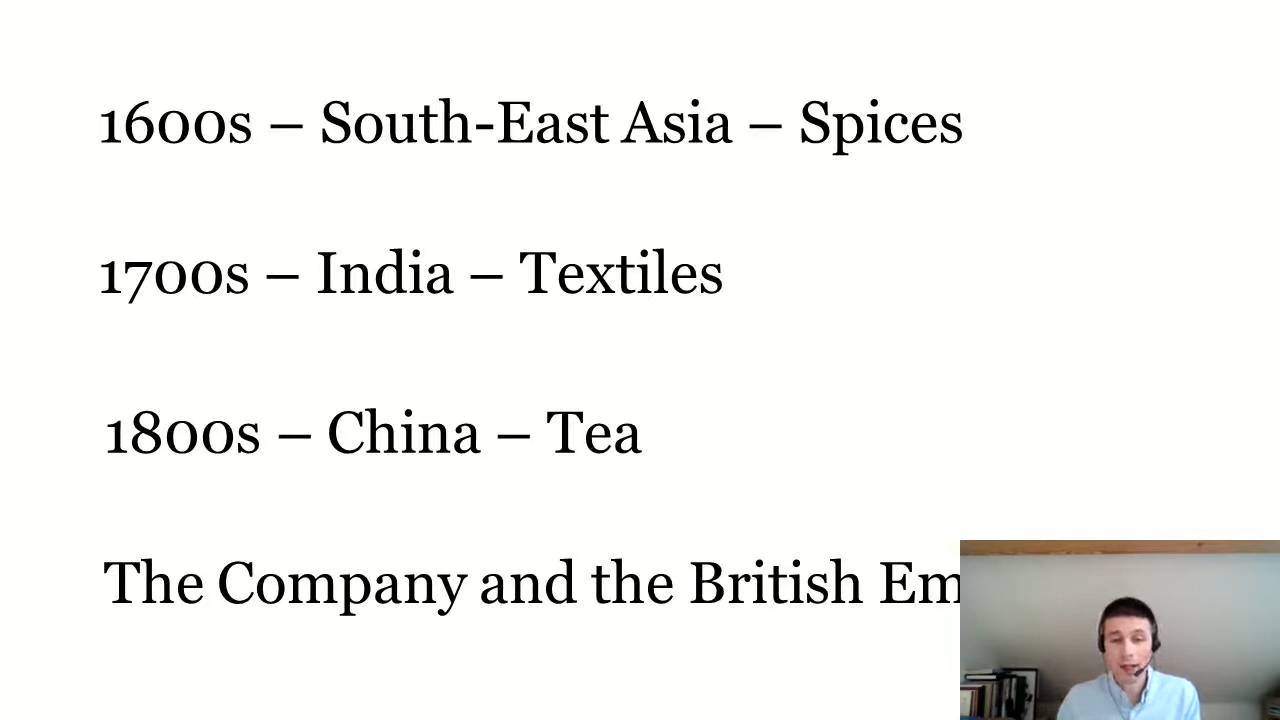 1600s – South-East Asia – Spices
1700s – India – Textiles
1800s – China – Tea
The Company and the British Em